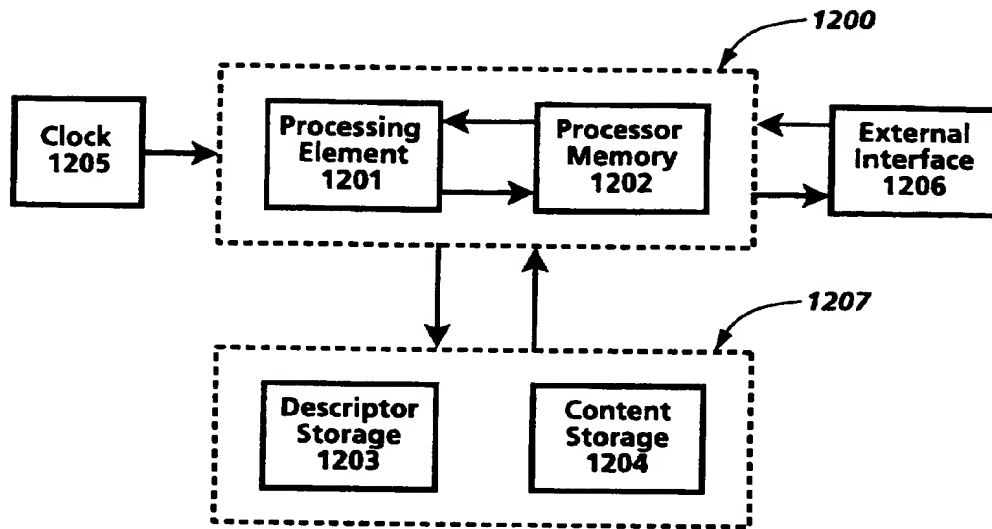 1200
Clock
1205
Processing
Element
1201
Processor
Memory
1202
External
Interface
1206
1207
Descriptor
Storage
1203
Content
Storage
1204